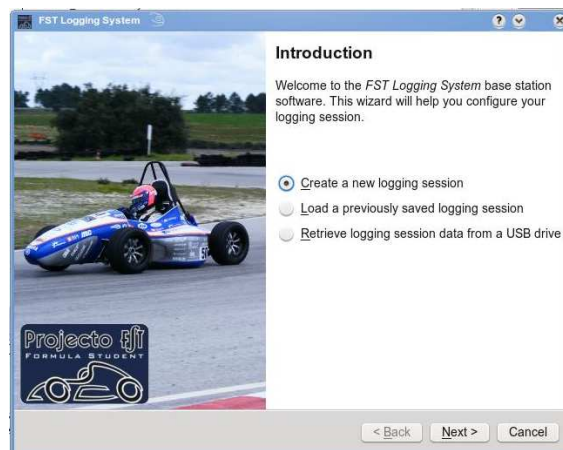 FST Logging System
Introduction
Welcome to the FST Logging System base station
software. This wizard will help you configure your
logging session.
Create a new logging session
Load a previously saved logging session
Retrieve logging session data from a USB drive
Projecto FST
FORMULA STUDENT
< Back Next > Cancel